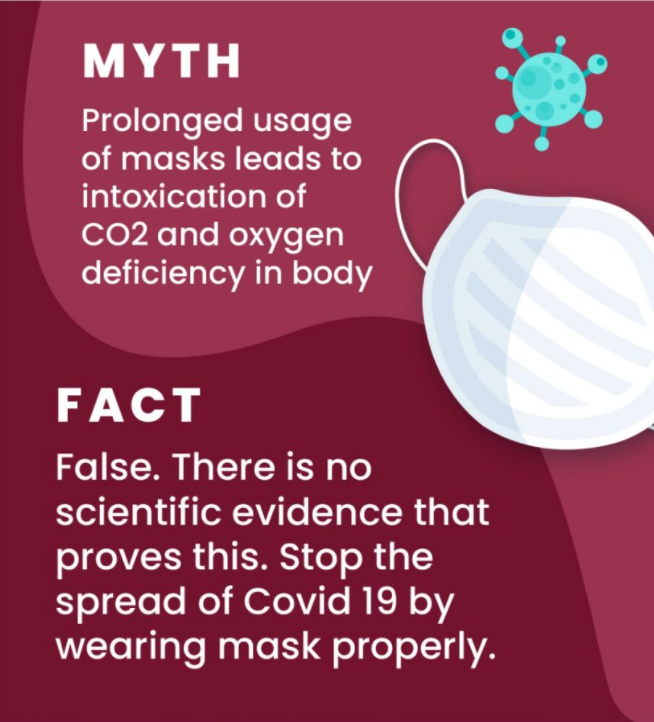 MYTH
Prolonged usage
of masks leads to
intoxication of
CO2 and oxygen
deficiency in body
FACT
False. There is no
scientific evidence that
proves this. Stop the
spread of Covid 19 by
wearing mask properly.